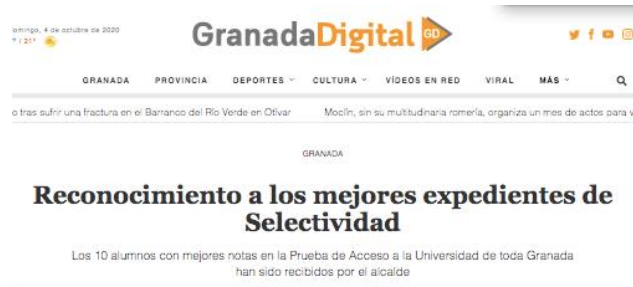 omingo, 4 de octubre de 2020
GranadaDigital GD
21°
GRANADA PROVINCIA DEPORTES CULTURA VÍDEOS EN RED VIRAL MÁS
o tras sufrir una fractura en el Barranco del Río Verde en Otívar Moclín, sin su multitudinaria romería, organiza un mes de actos para v
GRANADA
Reconocimiento a los mejores expedientes de
Selectividad
Los 10 alumnos con mejores notas en la Prueba de Acceso a la Universidad de toda Granada
han sido recibidos por el alcalde